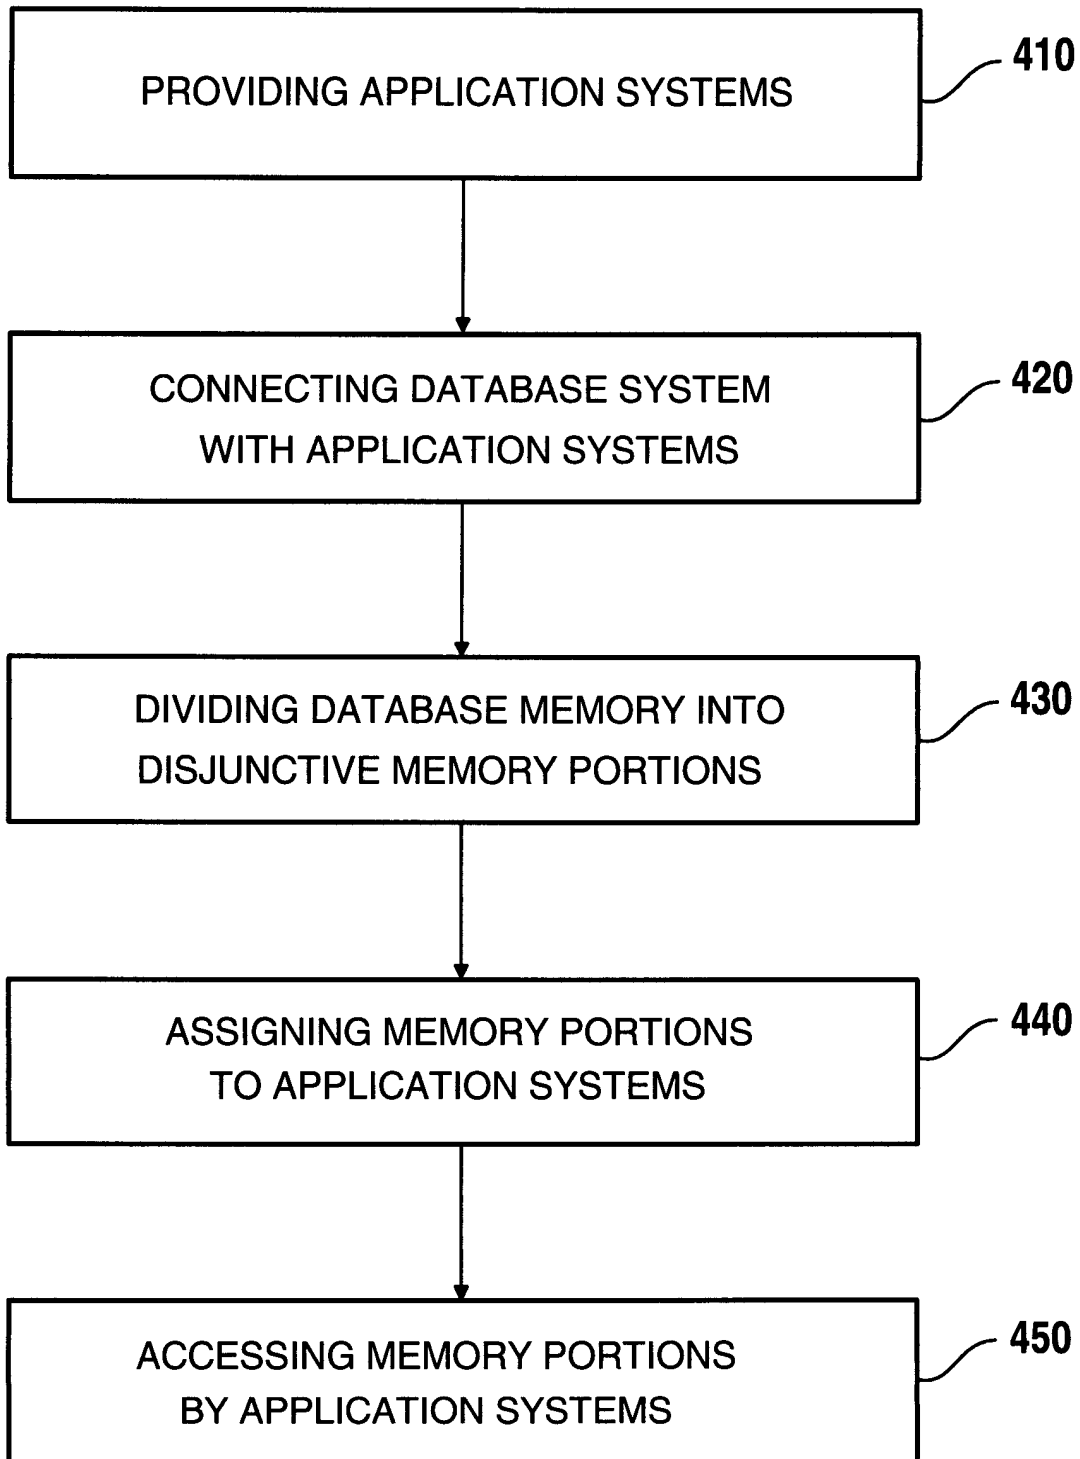 PROVIDING APPLICATION SYSTEMS
410
CONNECTING DATABASE SYSTEM
WITH APPLICATION SYSTEMS
420
DIVIDING DATABASE MEMORY INTO
DISJUNCTIVE MEMORY PORTIONS
430
ASSIGNING MEMORY PORTIONS
TO APPLICATION SYSTEMS
440
ACCESSING MEMORY PORTIONS
BY APPLICATION SYSTEMS
450